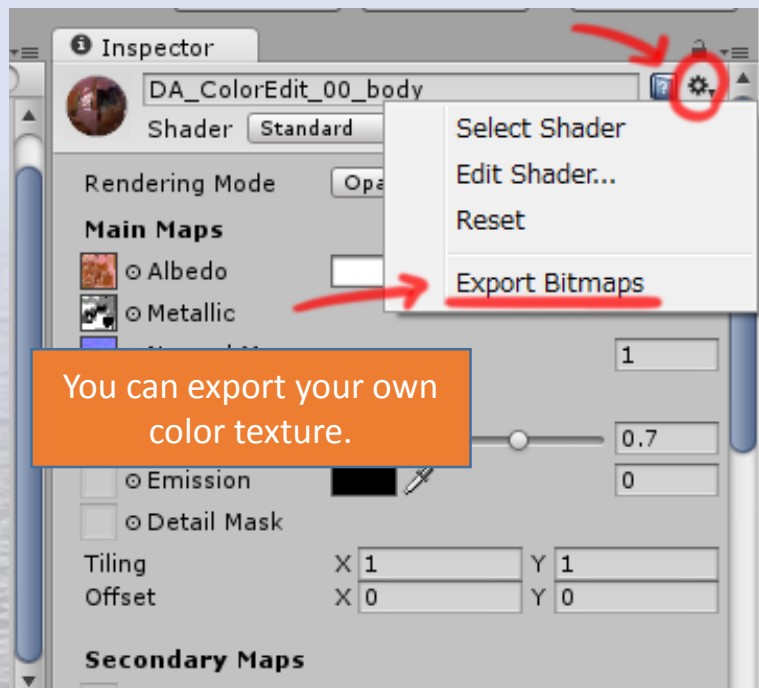 Inspector
DA_ColorEdit_00_body
Shader Standard
Select Shader
Edit Shader...
Reset
Export Bitmaps
Rendering Mode
Main Maps
Albedo
Metallic
1
You can export your own
color texture.
0.7
Emission 0
Detail Mask
Tiling X 1 Y 1
Offset X 0 Y 0
Secondary Maps